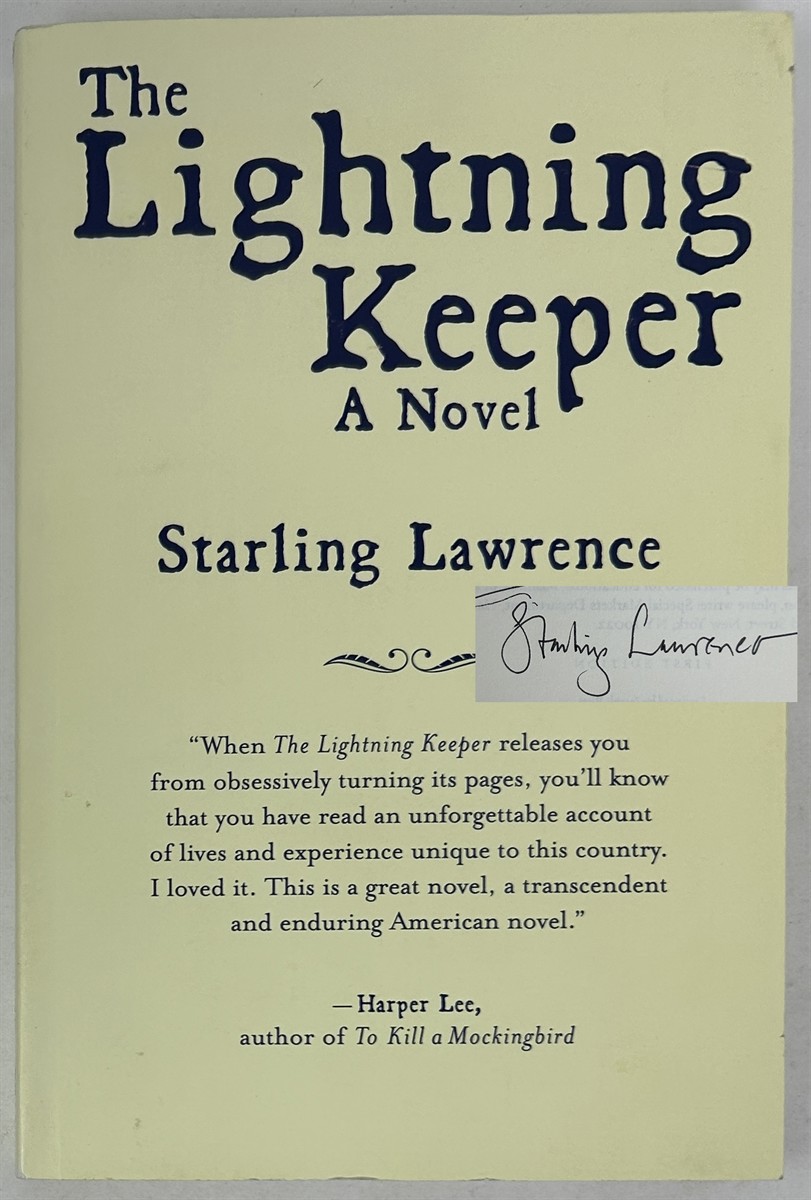 The
Lightning
Keeper
A Novel
Starling Lawrence
Starling Lawrence
“When The Lightning Keeper releases you
from obsessively turning its pages, you’ll know
that you have read an unforgettable account
of lives and experience unique to this country.
I loved it. This is a great novel, a transcendent
and enduring American novel.”
—Harper Lee,
author of To Kill a Mockingbird